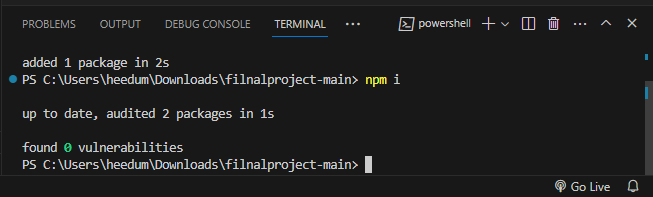 PROBLEMS OUTPUT DEBUG CONSOLE TERMINAL ... powershell
added 1 package in 2s
PS C:\Users\heedum\Downloads\filnalproject-main> npm i
up to date, audited 2 packages in 1s
found 0 vulnerabilities
PS C:\Users\heedum\Downloads\filnalproject-main>
Go Live